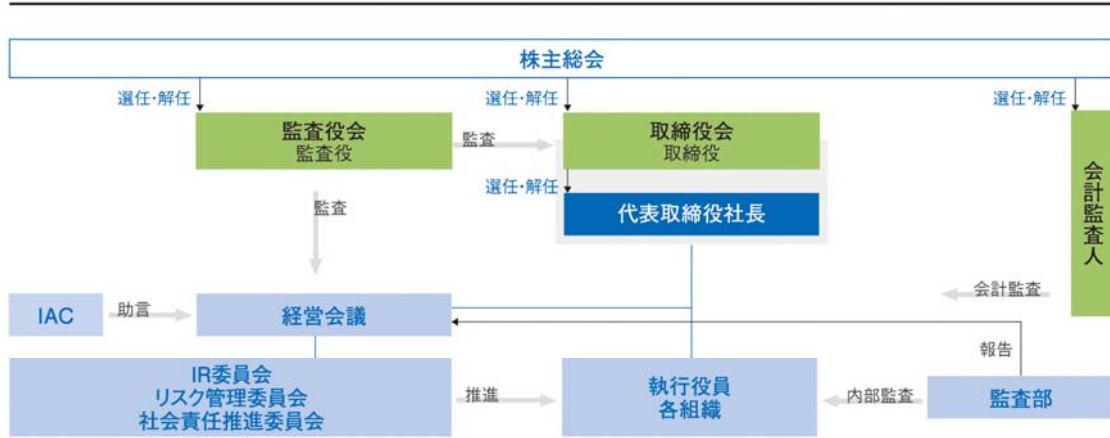 株主総会
選任・解任
選任・解任
選任・解任
監査役会
監査役
監査
取締役会
取締役
選任・解任
代表取締役社長
会計監査人
監査
会計監査
IAC
助言
経営会議
報告
IR委員会
リスク管理委員会
社会責任推進委員会
推進
執行役員
各組織
内部監査
監査部